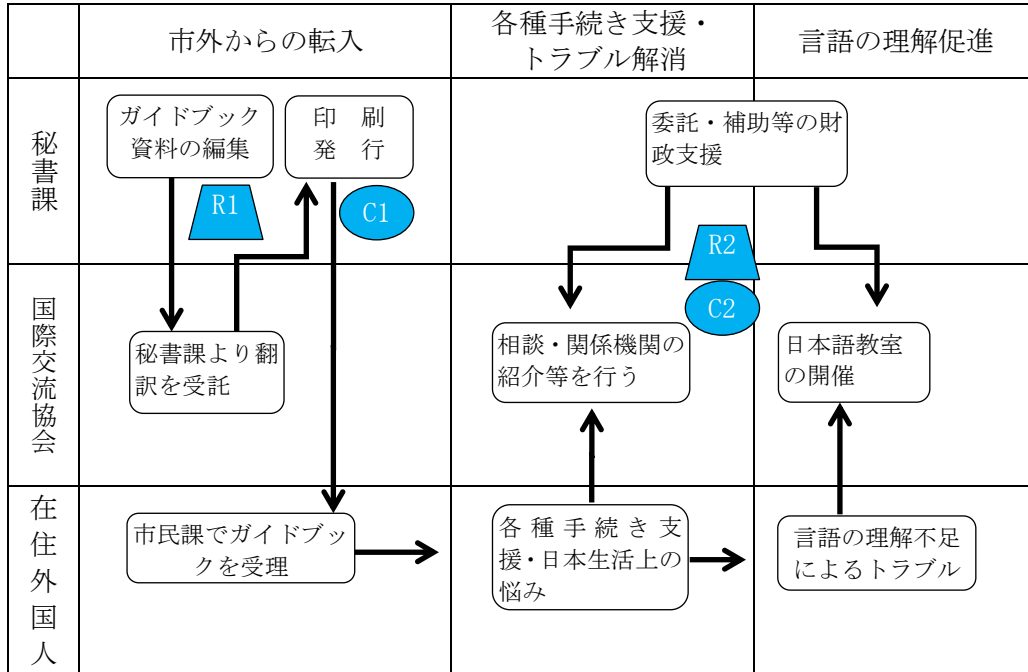 市外からの転入
各種手続き支援・
トラブル解消
言語の理解促進
秘書課
ガイドブック
資料の編集
印刷
発行
R1
C1
委託・補助等の財
政支援
R2
C2
国際交流協会
秘書課より翻
訳を受託
相談・関係機関の
紹介等を行う
日本語教室
の開催
在住外国人
市民課でガイドブッ
クを受理
各種手続き支
援・日本生活上の
悩み
言語の理解不足
によるトラブル